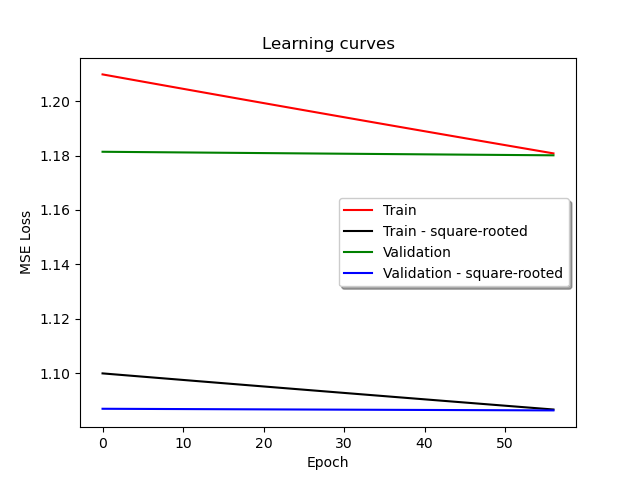 Learning curves
MSE Loss
1.20
1.18
1.16
1.14
1.12
1.10
Train
Train - square-rooted
Validation
Validation - square-rooted
0 10 20 30 40 50
Epoch